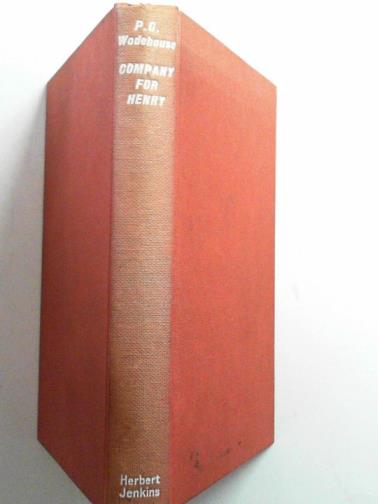 P. G.
Wodehouse
COMPANY
FOR
HENRY
Herbert
Jenkins